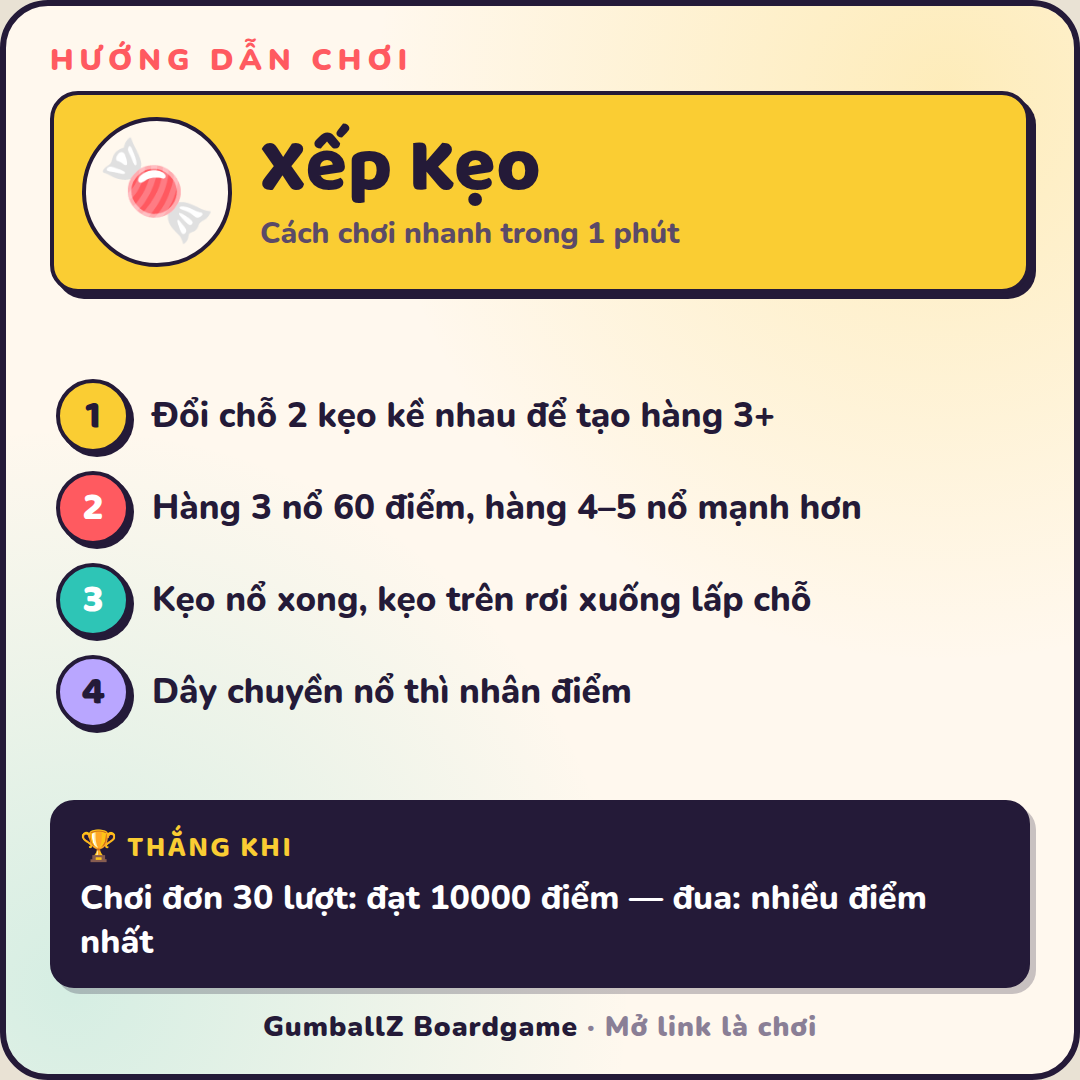 HƯỚNG DẪN CHƠI
Xếp Kẹo
Cách chơi nhanh trong 1 phút
1 Đổi chỗ 2 kẹo kề nhau để tạo hàng 3+
2 Hàng 3 nổ 60 điểm, hàng 4–5 nổ mạnh hơn
3 Kẹo nổ xong, kẹo trên rơi xuống lấp chỗ
4 Dây chuyền nổ thì nhân điểm
🏆 THẮNG KHI
Chơi đơn 30 lượt: đạt 10000 điểm — đua: nhiều điểm
nhất
GumballZ Boardgame · Mở link là chơi